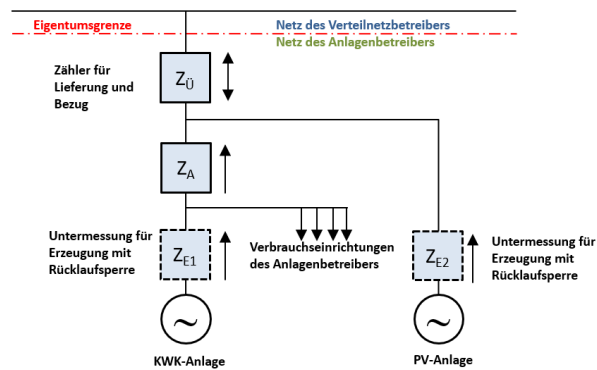 Eigentumsgrenze
Netz des Verteilnetzbetreibers
Netz des Anlagenbetreibers
Zähler für
Lieferung und
Bezug
ZÜ
ZA
Untermessung für
Erzeugung mit
Rücklaufsperre
ZE1
Verbrauchseinrichtungen
des Anlagenbetreibers
ZE2
Untermessung für
Erzeugung mit
Rücklaufsperre
~
~
KWK-Anlage
PV-Anlage